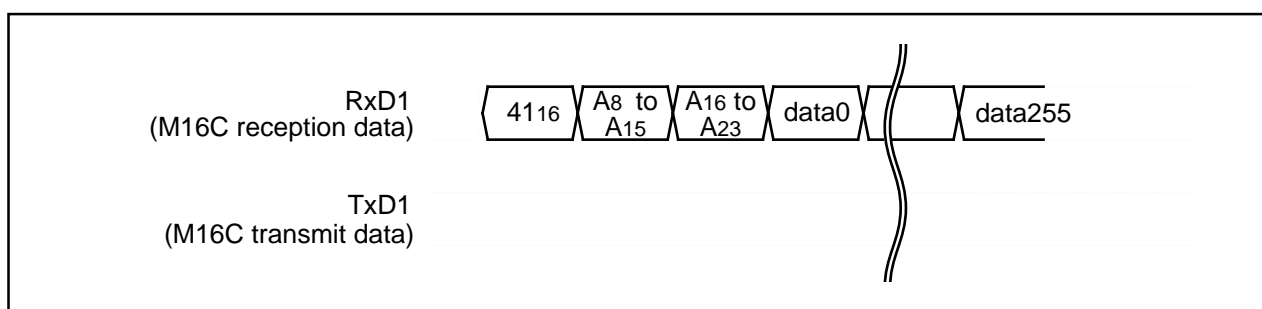 RxD1
(M16C reception data)
4116
A8 to
A15
A16 to
A23
data0
data255
TxD1
(M16C transmit data)